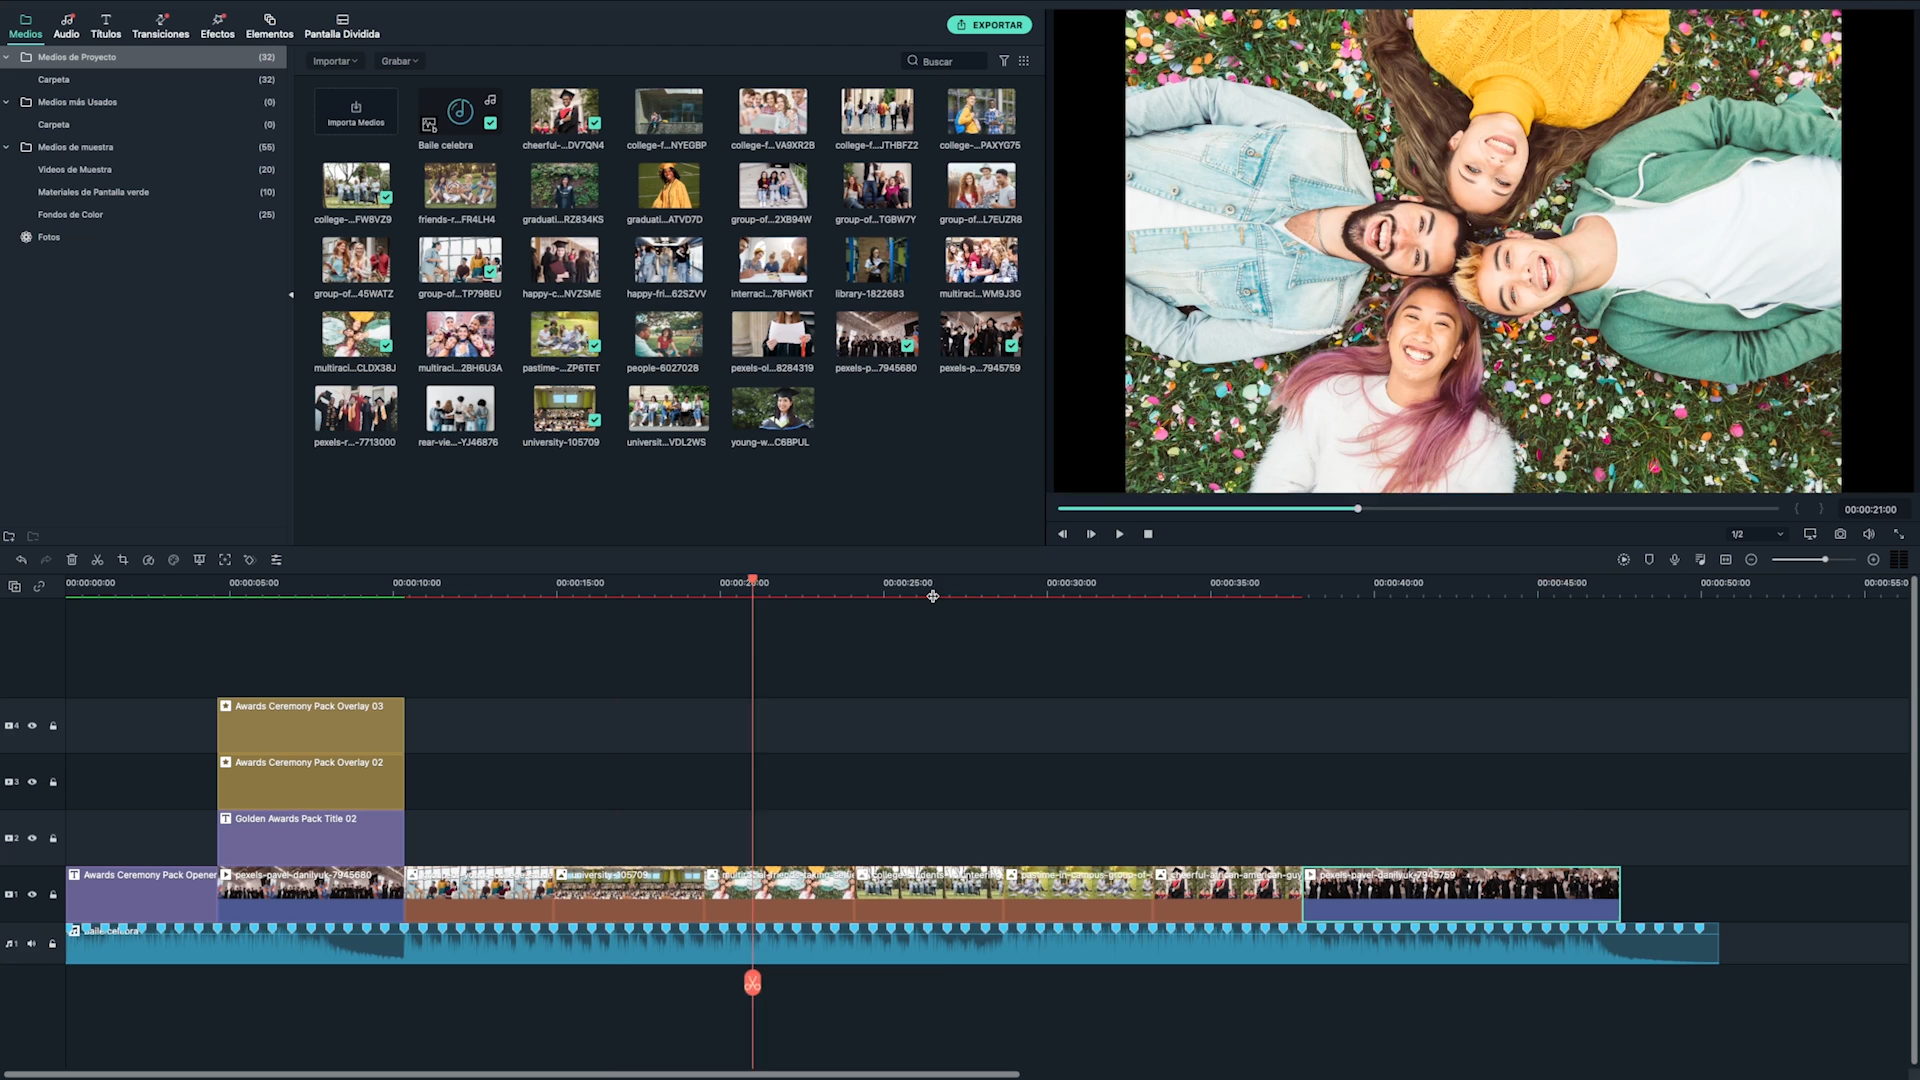 Medios
Audio
Títulos
Transiciones
Efectos
Elementos
Pantalla Dividida
EXPORTAR
Medios de Proyecto (32)
Carpeta (32)
Medios más Usados (0)
Carpeta (0)
Medios de muestra (55)
Videos de Muestra (20)
Materiales de Pantalla verde (10)
Fondos de Color (25)
Fotos
Importar
Grabar
Buscar
Importa Medios
Baile celebra
cheerful-...DV7QN4
college-f...NYEGBP
college-f...VA9XR2B
college-f...JTHBFZ2
college-...PAXYG75
college-...FW8VZ9
friends-r...FR4LH4
graduati...RZ834KS
graduati...ATVD7D
group-of...2XB94W
group-of...TGBW7Y
group-of...L7EUZR8
group-of...45WATZ
group-of...TP79BEU
happy-c...NVZSME
happy-fri...62SZVV
interraci...78FW6KT
library-1822683
multiraci...WM9J3G
multiraci...CLDX38J
multiraci...2BH6U3A
pastime-...ZP6TET
people-6027028
pexels-ol...8284319
pexels-p...7945680
pexels-p...7945759
pexels-r...-7713000
rear-vie...-YJ46876
university-105709
universit...VDL2WS
young-w...C6BPUL
00:00:21:00
1/2
00:00:00:00
00:00:05:00
00:00:10:00
00:00:15:00
00:00:20:00
00:00:25:00
00:00:30:00
00:00:35:00
00:00:40:00
00:00:45:00
00:00:50:00
00:00:55:0
4
Awards Ceremony Pack Overlay 03
3
Awards Ceremony Pack Overlay 02
2
Golden Awards Pack Title 02
1
Awards Ceremony Pack Opener
pexels-pavel-danilyuk-7945680
university-105709
multiracial-friends-taking-
college-students-volunteering
pastime-in-campus-group-of-
cheerful-african-american-guy
pexels-pavel-danilyuk-7945759
1
Baile celebra